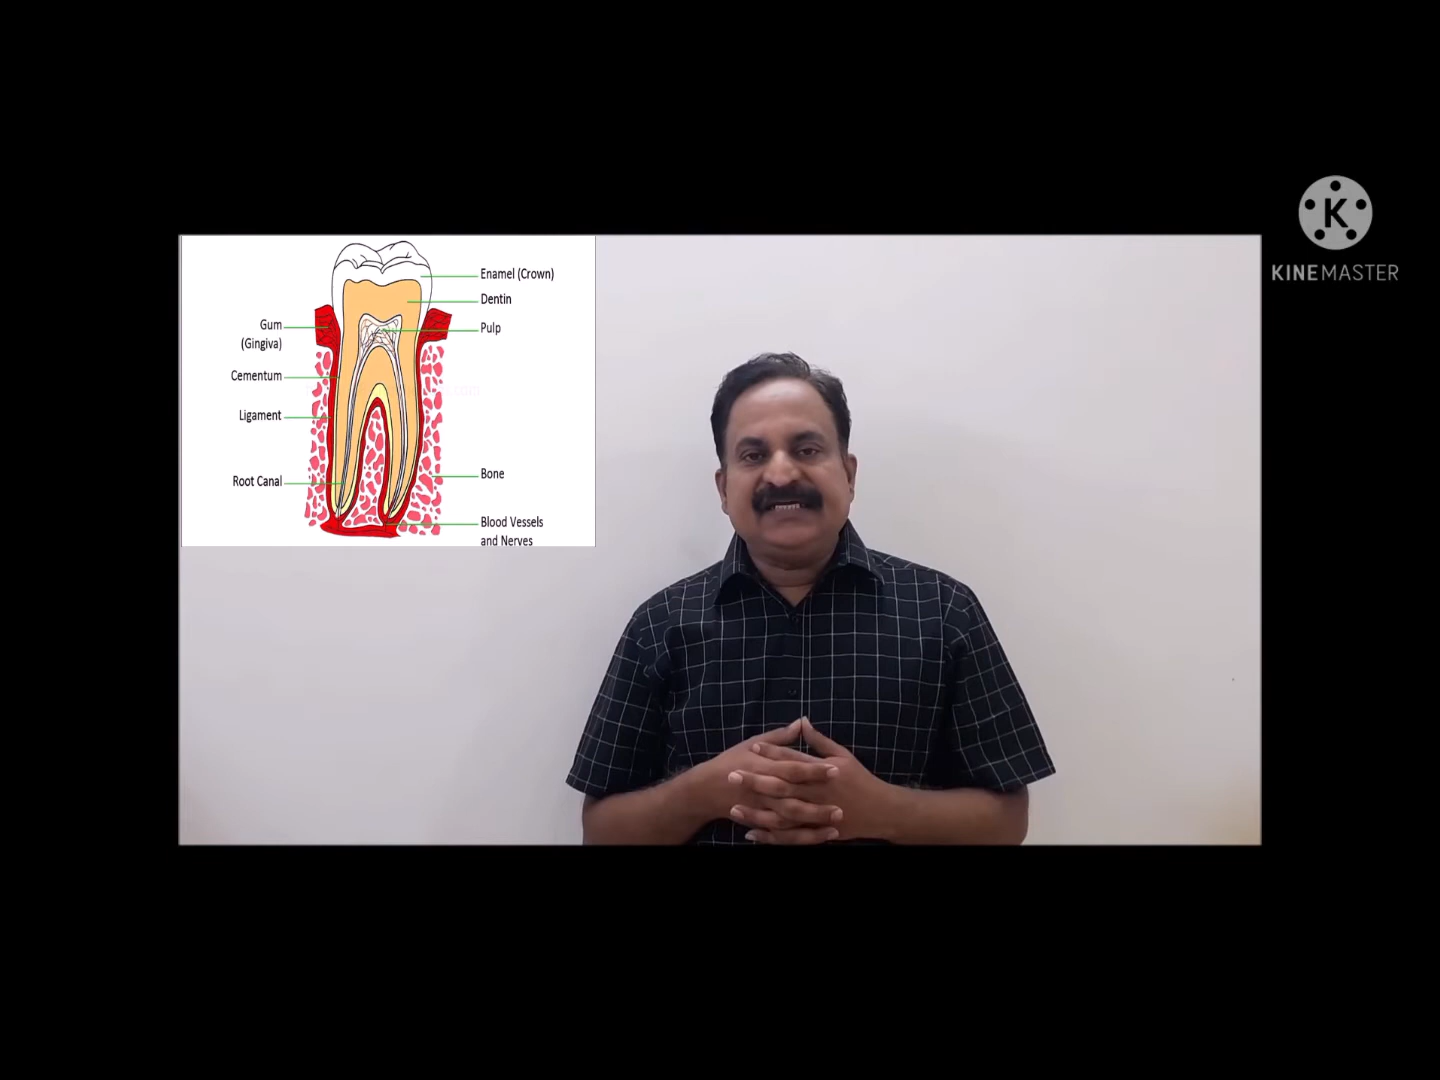 Enamel (Crown)
Dentin
Pulp
Gum
(Gingiva)
Cementum
Ligament
Root Canal
Bone
Blood Vessels
and Nerves
K
KINEMASTER